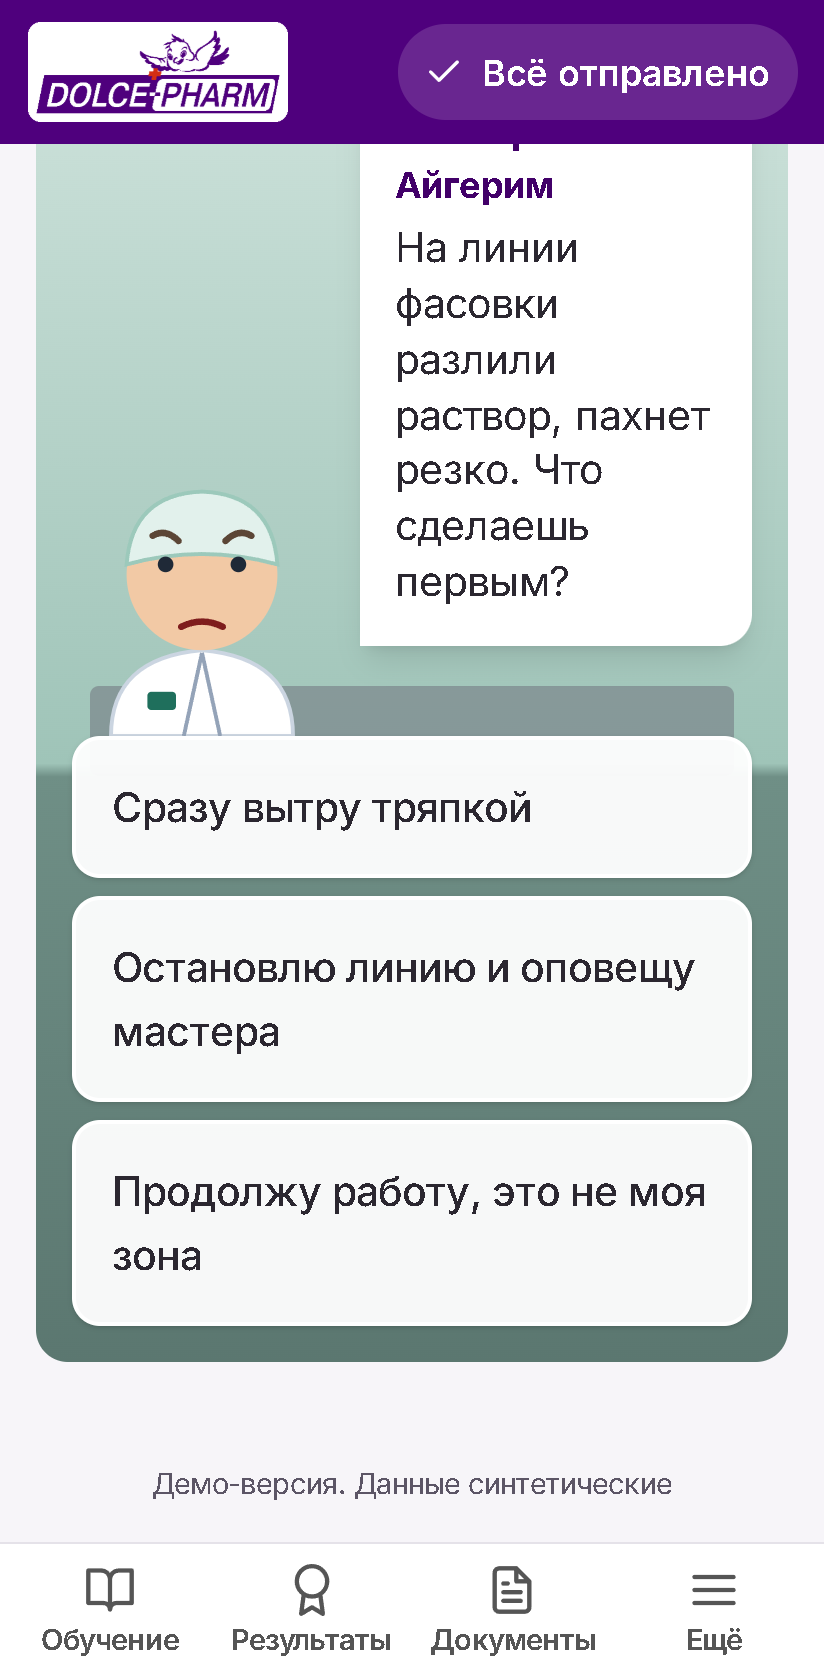 DOLCE-PHARM
Всё отправлено
Айгерим
На линии
фасовки
разлили
раствор, пахнет
резко. Что
сделаешь
первым?
Сразу вытру тряпкой
Остановлю линию и оповещу
мастера
Продолжу работу, это не моя
зона
Демо-версия. Данные синтетические
Обучение
Результаты
Документы
Ещё